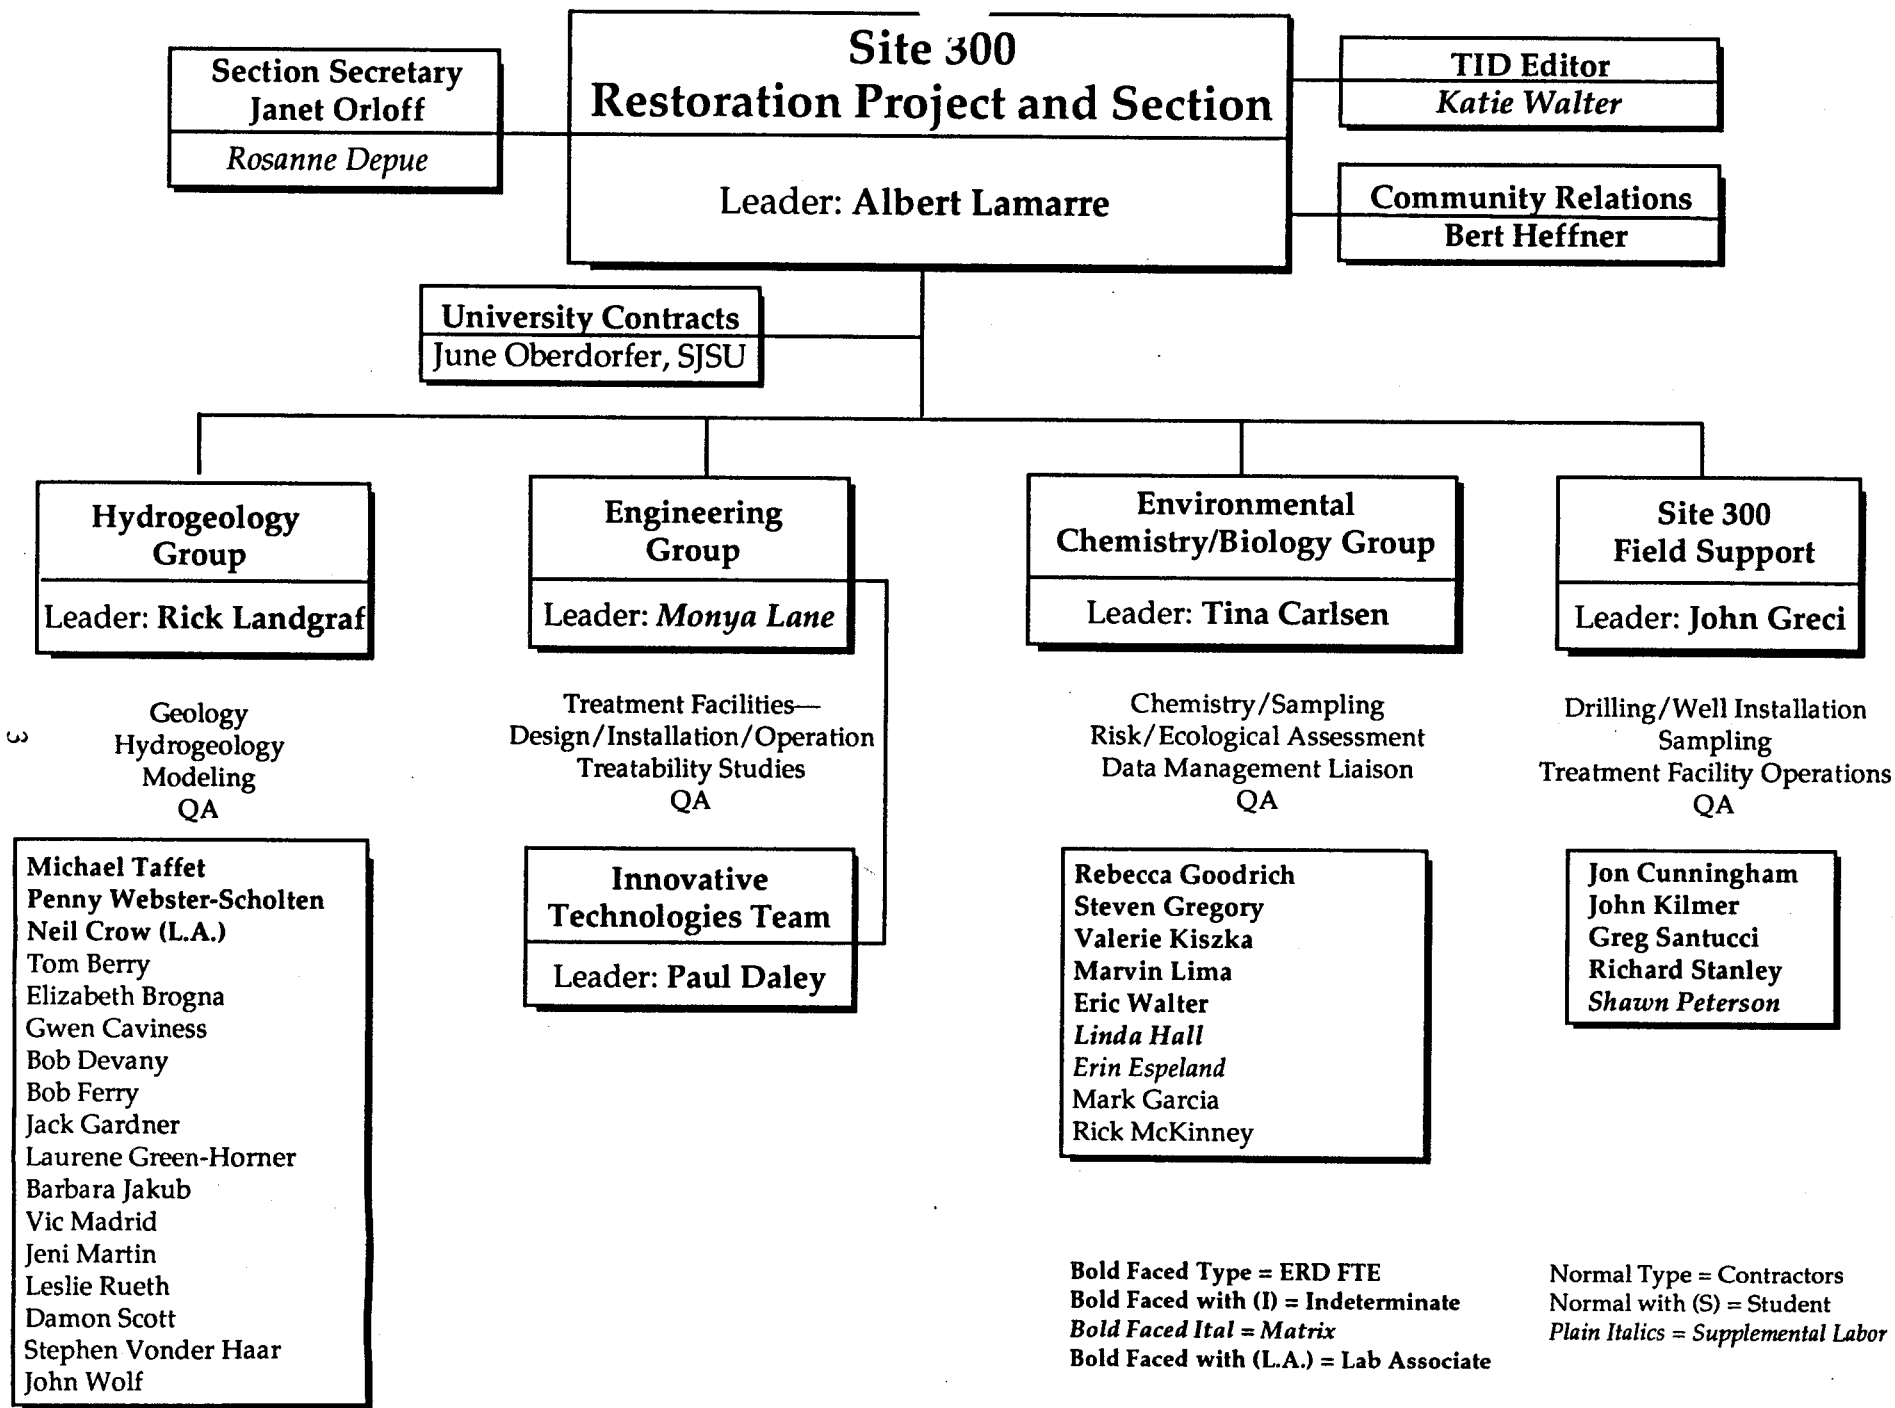 Site 300
Restoration Project and Section
Leader: Albert Lamarre
Section Secretary
Janet Orloff
Rosanne Depue
TID Editor
Katie Walter
Community Relations
Bert Heffner
University Contracts
June Oberdorfer, SJSU
Hydrogeology
Group
Leader: Rick Landgraf
Geology
Hydrogeology
Modeling
QA
Michael Taffet
Penny Webster-Scholten
Neil Crow (L.A.)
Tom Berry
Elizabeth Brogna
Gwen Caviness
Bob Devany
Bob Ferry
Jack Gardner
Laurene Green-Horner
Barbara Jakub
Vic Madrid
Jeni Martin
Leslie Rueth
Damon Scott
Stephen Vonder Haar
John Wolf
Engineering
Group
Leader: Monya Lane
Treatment Facilities—
Design/Installation/Operation
Treatability Studies
QA
Innovative
Technologies Team
Leader: Paul Daley
Environmental
Chemistry/Biology Group
Leader: Tina Carlsen
Chemistry/Sampling
Risk/Ecological Assessment
Data Management Liaison
QA
Rebecca Goodrich
Steven Gregory
Valerie Kiszka
Marvin Lima
Eric Walter
Linda Hall
Erin Espeland
Mark Garcia
Rick McKinney
Site 300
Field Support
Leader: John Greci
Drilling/Well Installation
Sampling
Treatment Facility Operations
QA
Jon Cunningham
John Kilmer
Greg Santucci
Richard Stanley
Shawn Peterson
Bold Faced Type = ERD FTE
Bold Faced with (I) = Indeterminate
Bold Faced Ital = Matrix
Bold Faced with (L.A.) = Lab Associate
Normal Type = Contractors
Normal with (S) = Student
Plain Italics = Supplemental Labor
3